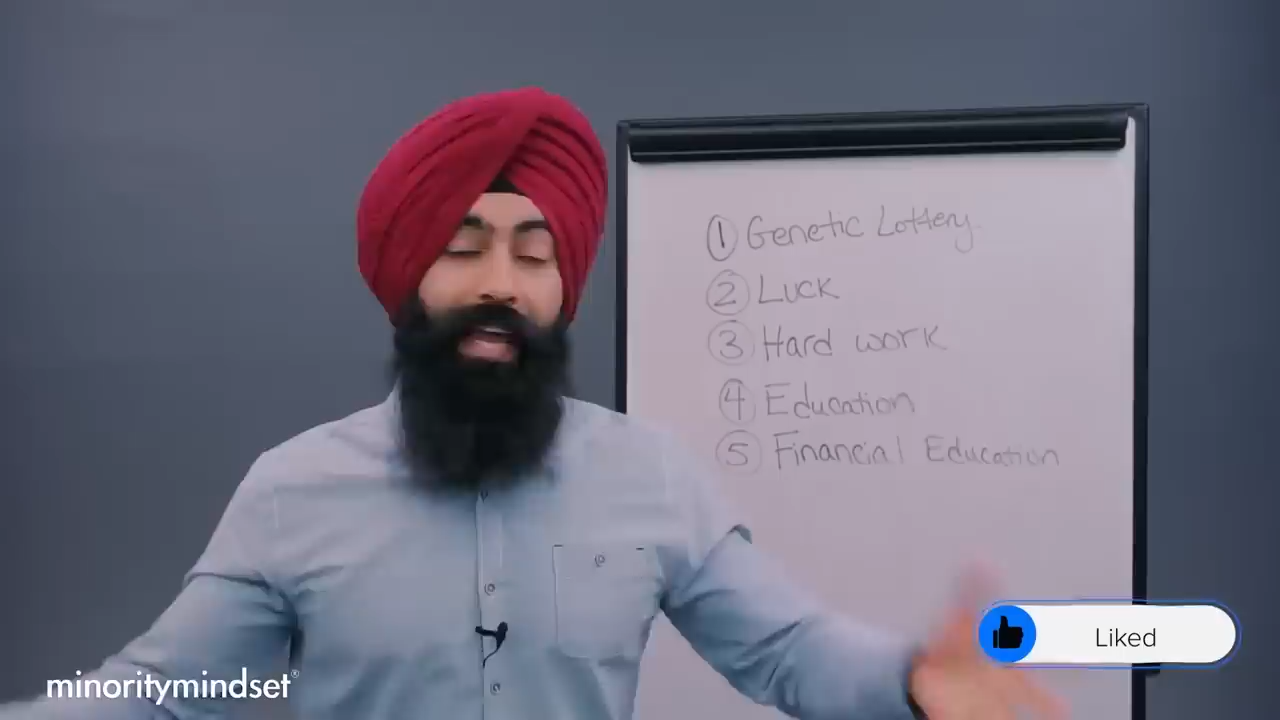 ① Genetic Lottery
② Luck
③ Hard work
④ Education
⑤ Financial Education
Liked
minoritymindset®